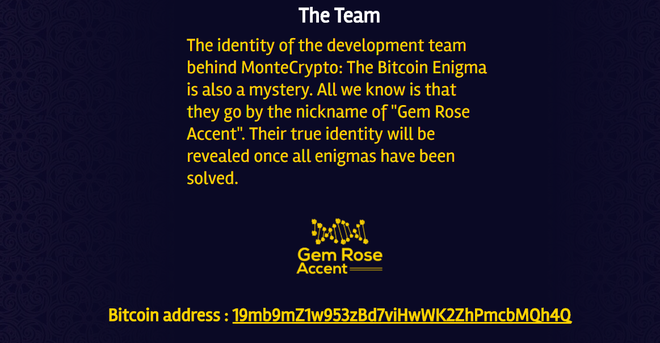 The Team
The identity of the development team
behind MonteCrypto: The Bitcoin Enigma
is also a mystery. All we know is that
they go by the nickname of "Gem Rose
Accent". Their true identity will be
revealed once all enigmas have been
solved.
Gem Rose
Accent
Bitcoin address : 19mb9mZ1w953zBd7viHwWK2ZhPmcbMQh4Q